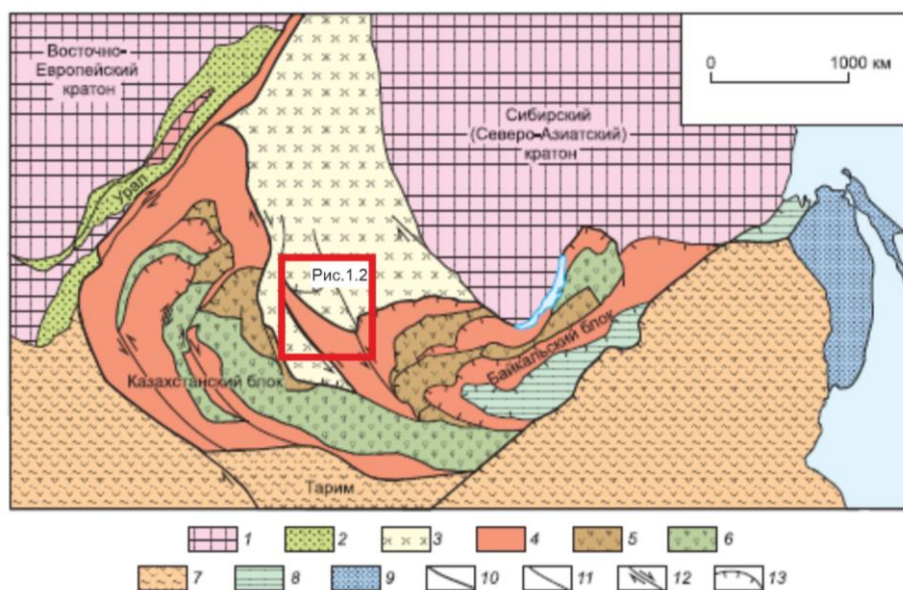 Восточно-
Европейский
кратон
0 1000 км
Сибирский
(Северо-Азиатский)
кратон
Урал
Рис.1.2
Байкальский блок
Казахстанский блок
Тарим
1 2 3 4 5 6
7 8 9 10 11 12 13